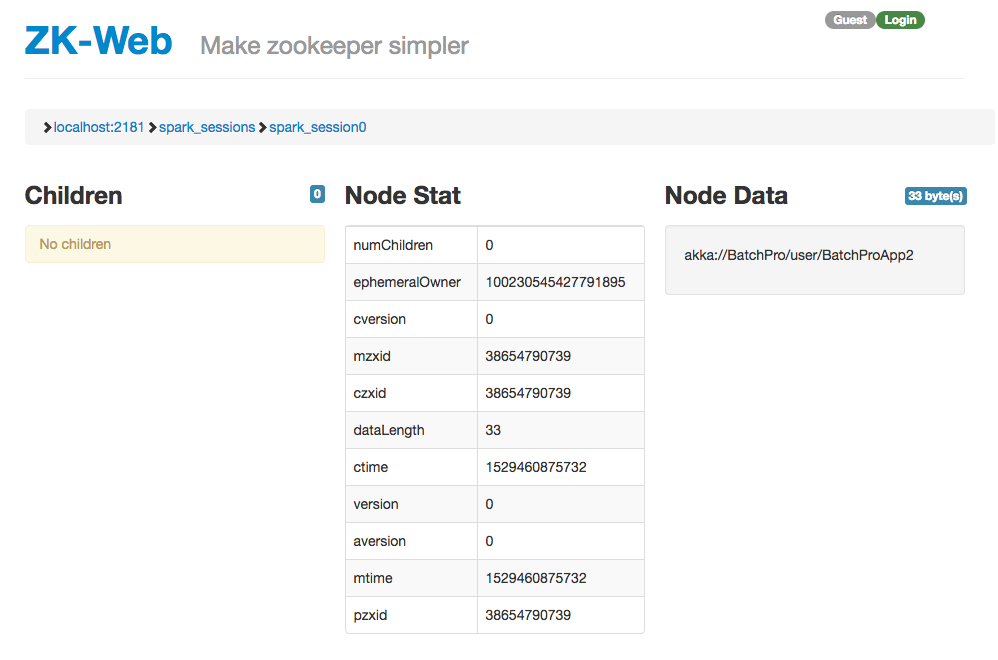 Guest Login
ZK-Web Make zookeeper simpler
localhost:2181 spark_sessions spark_session0
Children 0
No children
Node Stat
numChildren 0
ephemeralOwner 100230545427791895
cversion 0
mzxid 38654790739
czxid 38654790739
dataLength 33
ctime 1529460875732
version 0
aversion 0
mtime 1529460875732
pzxid 38654790739
Node Data 33 byte(s)
akka://BatchPro/user/BatchProApp2